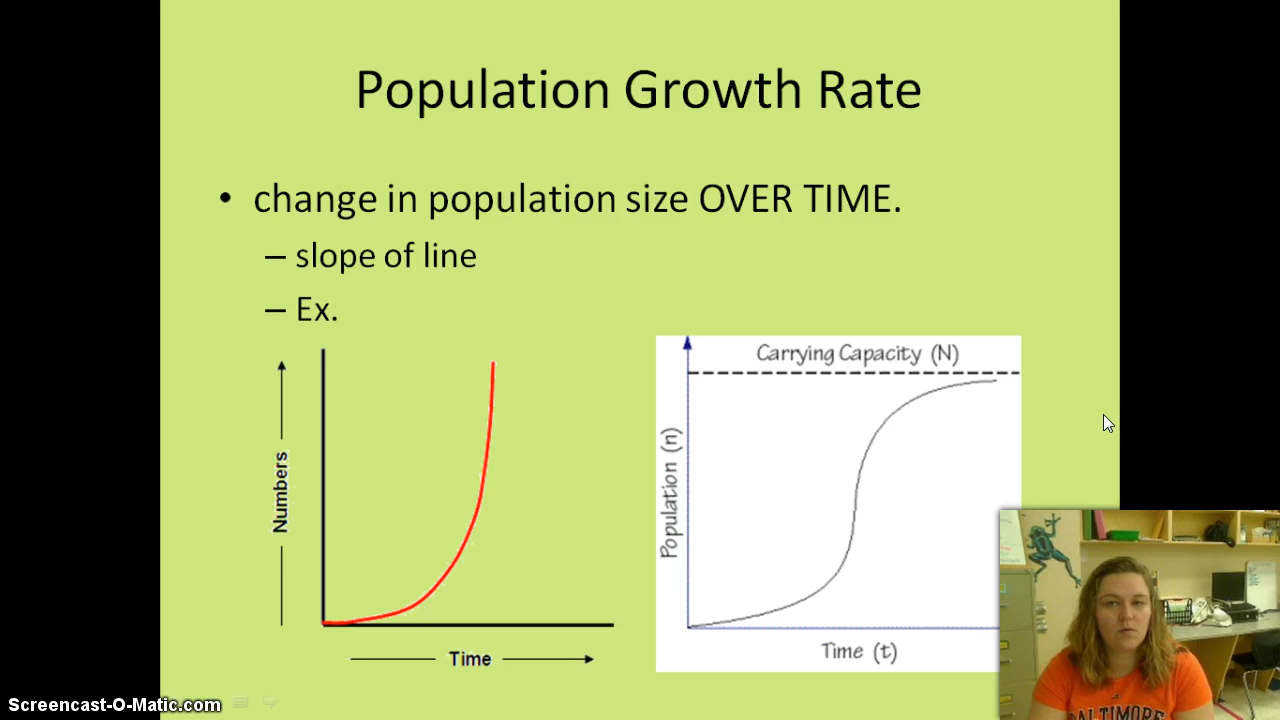 Population Growth Rate
• change in population size OVER TIME.
– slope of line
– Ex.
Numbers
Time
Carrying Capacity (N)
Population (n)
Time (t)
BALTIMORE
Screencast-O-Matic.com